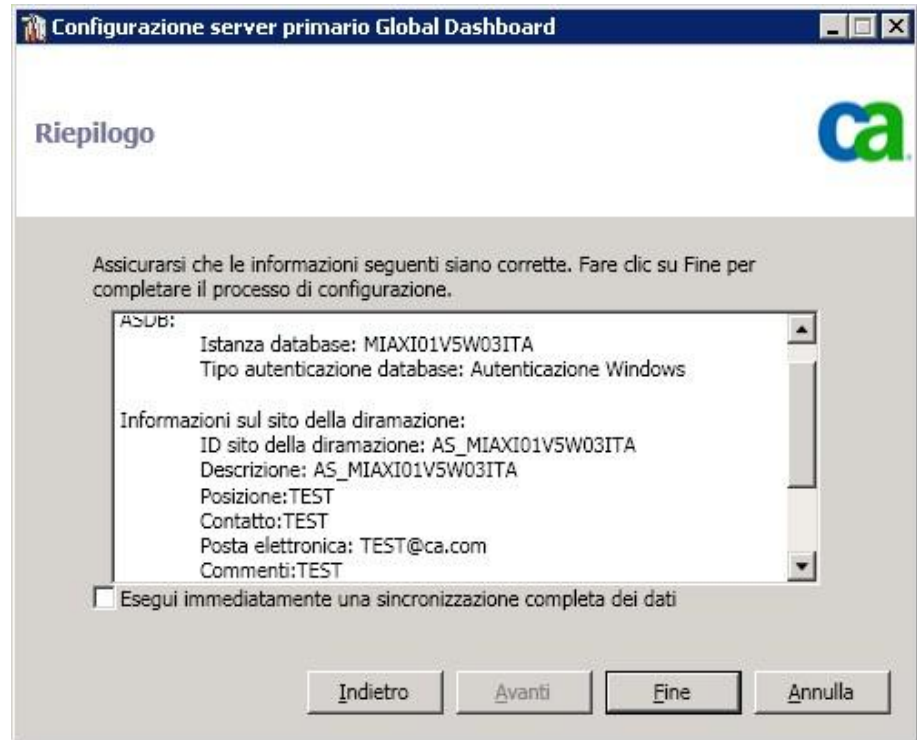 Configurazione server primario Global Dashboard
Riepilogo
ca
Assicurarsi che le informazioni seguenti siano corrette. Fare clic su Fine per
completare il processo di configurazione.
ASDB:
Istanza database: MIAXI01V5W03ITA
Tipo autenticazione database: Autenticazione Windows
Informazioni sul sito della diramazione:
ID sito della diramazione: AS_MIAXI01V5W03ITA
Descrizione: AS_MIAXI01V5W03ITA
Posizione:TEST
Contatto:TEST
Posta elettronica: TEST@ca.com
Commenti:TEST
Esegui immediatamente una sincronizzazione completa dei dati
Indietro
Avanti
Fine
Annulla